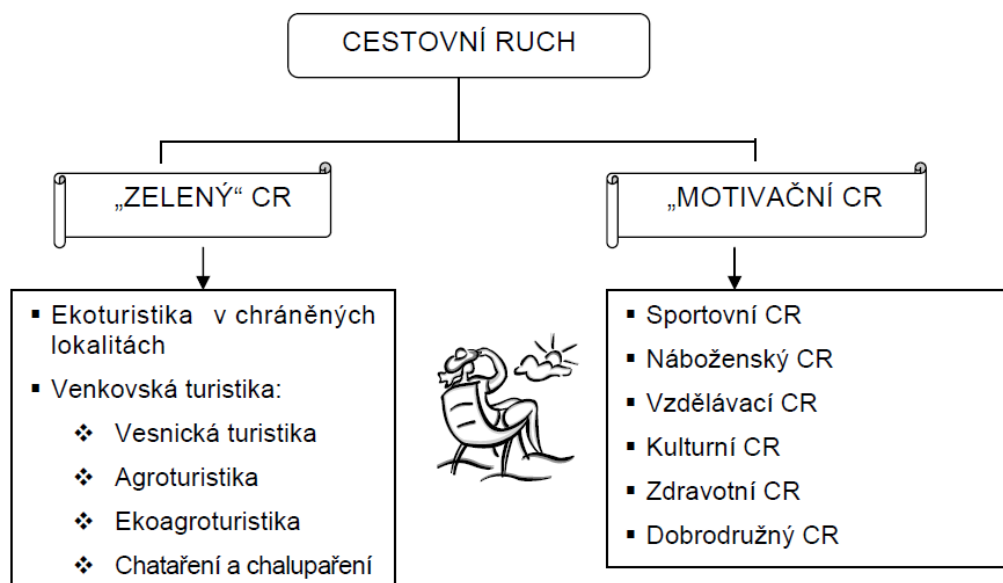 CESTOVNÍ RUCH
„ZELENÝ“ CR
„MOTIVAČNÍ CR
▪ Ekoturistika v chráněných
lokalitách
▪ Venkovská turistika:
❖ Vesnická turistika
❖ Agroturistika
❖ Ekoagroturistika
❖ Chataření a chalupaření
▪ Sportovní CR
▪ Náboženský CR
▪ Vzdělávací CR
▪ Kulturní CR
▪ Zdravotní CR
▪ Dobrodružný CR